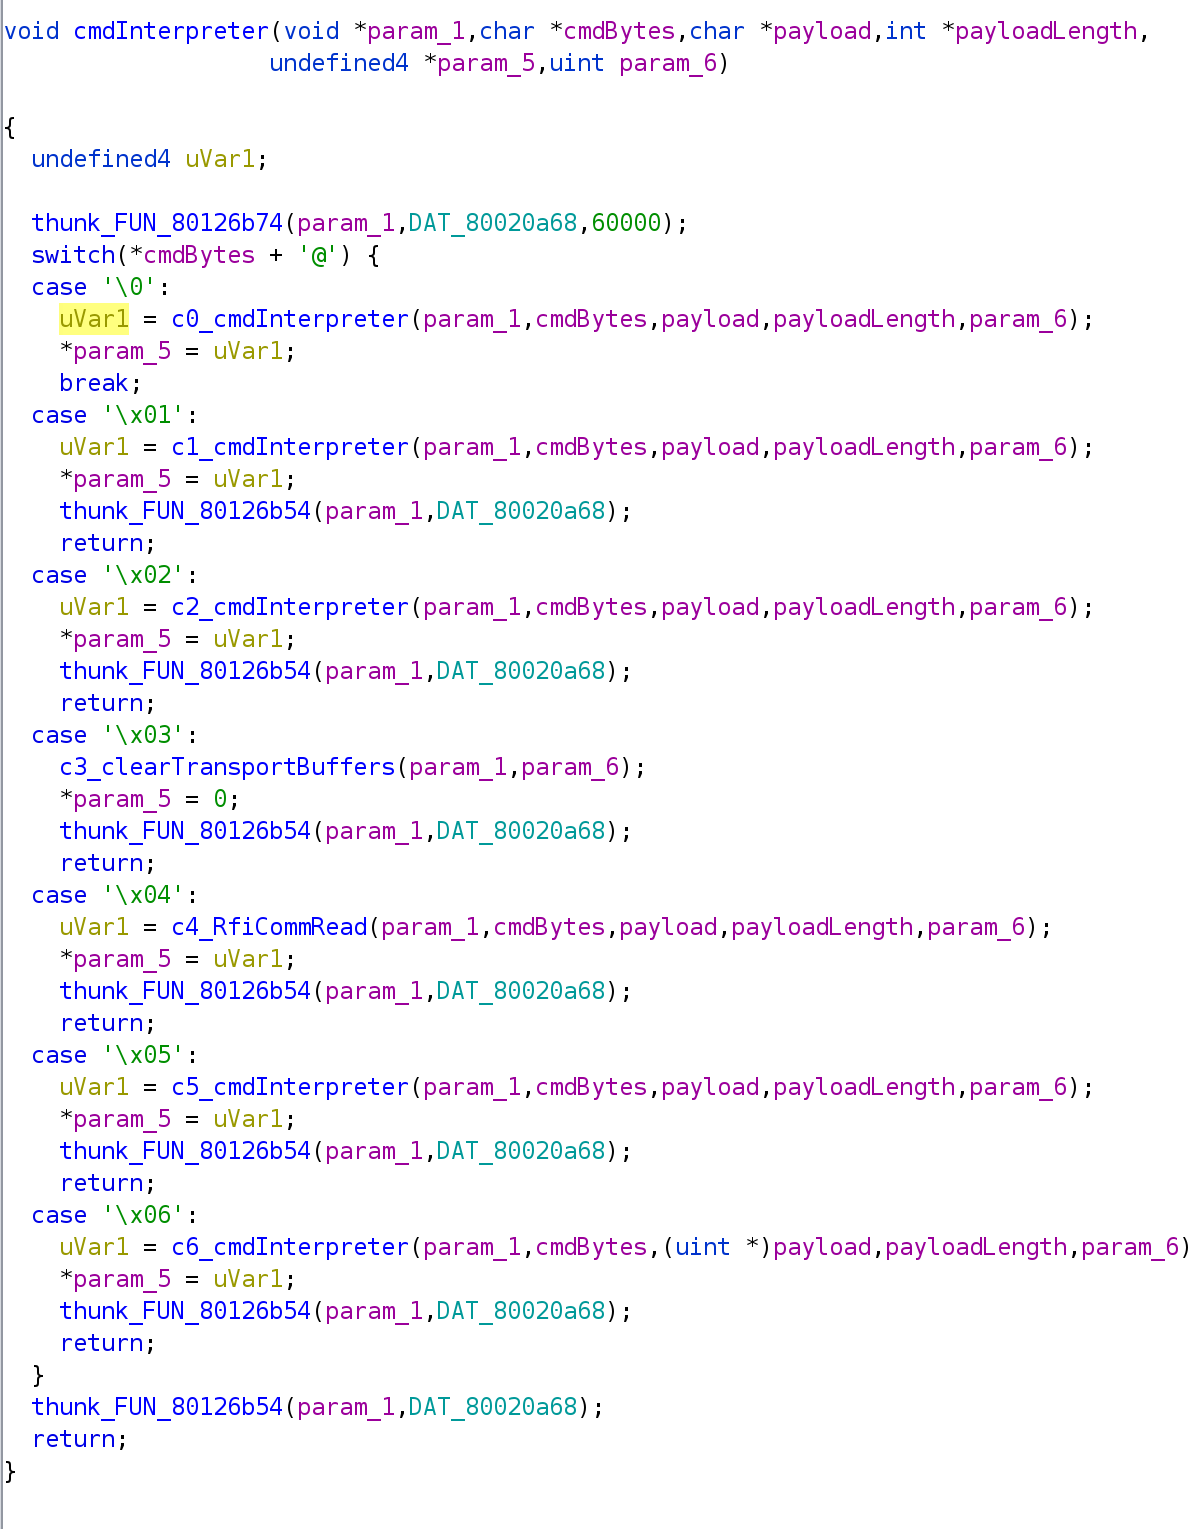 void cmdInterpreter(void *param_1,char *cmdBytes,char *payload,int *payloadLength,
                   undefined4 *param_5,uint param_6)
{
  undefined4 uVar1;
  thunk_FUN_80126b74(param_1,DAT_80020a68,60000);
  switch(*cmdBytes + '@') {
  case '\0':
    uVar1 = c0_cmdInterpreter(param_1,cmdBytes,payload,payloadLength,param_6);
    *param_5 = uVar1;
    break;
  case '\x01':
    uVar1 = c1_cmdInterpreter(param_1,cmdBytes,payload,payloadLength,param_6);
    *param_5 = uVar1;
    thunk_FUN_80126b54(param_1,DAT_80020a68);
    return;
  case '\x02':
    uVar1 = c2_cmdInterpreter(param_1,cmdBytes,payload,payloadLength,param_6);
    *param_5 = uVar1;
    thunk_FUN_80126b54(param_1,DAT_80020a68);
    return;
  case '\x03':
    c3_clearTransportBuffers(param_1,param_6);
    *param_5 = 0;
    thunk_FUN_80126b54(param_1,DAT_80020a68);
    return;
  case '\x04':
    uVar1 = c4_RfiCommRead(param_1,cmdBytes,payload,payloadLength,param_6);
    *param_5 = uVar1;
    thunk_FUN_80126b54(param_1,DAT_80020a68);
    return;
  case '\x05':
    uVar1 = c5_cmdInterpreter(param_1,cmdBytes,payload,payloadLength,param_6);
    *param_5 = uVar1;
    thunk_FUN_80126b54(param_1,DAT_80020a68);
    return;
  case '\x06':
    uVar1 = c6_cmdInterpreter(param_1,cmdBytes,(uint *)payload,payloadLength,param_6)
    *param_5 = uVar1;
    thunk_FUN_80126b54(param_1,DAT_80020a68);
    return;
  }
  thunk_FUN_80126b54(param_1,DAT_80020a68);
  return;
}